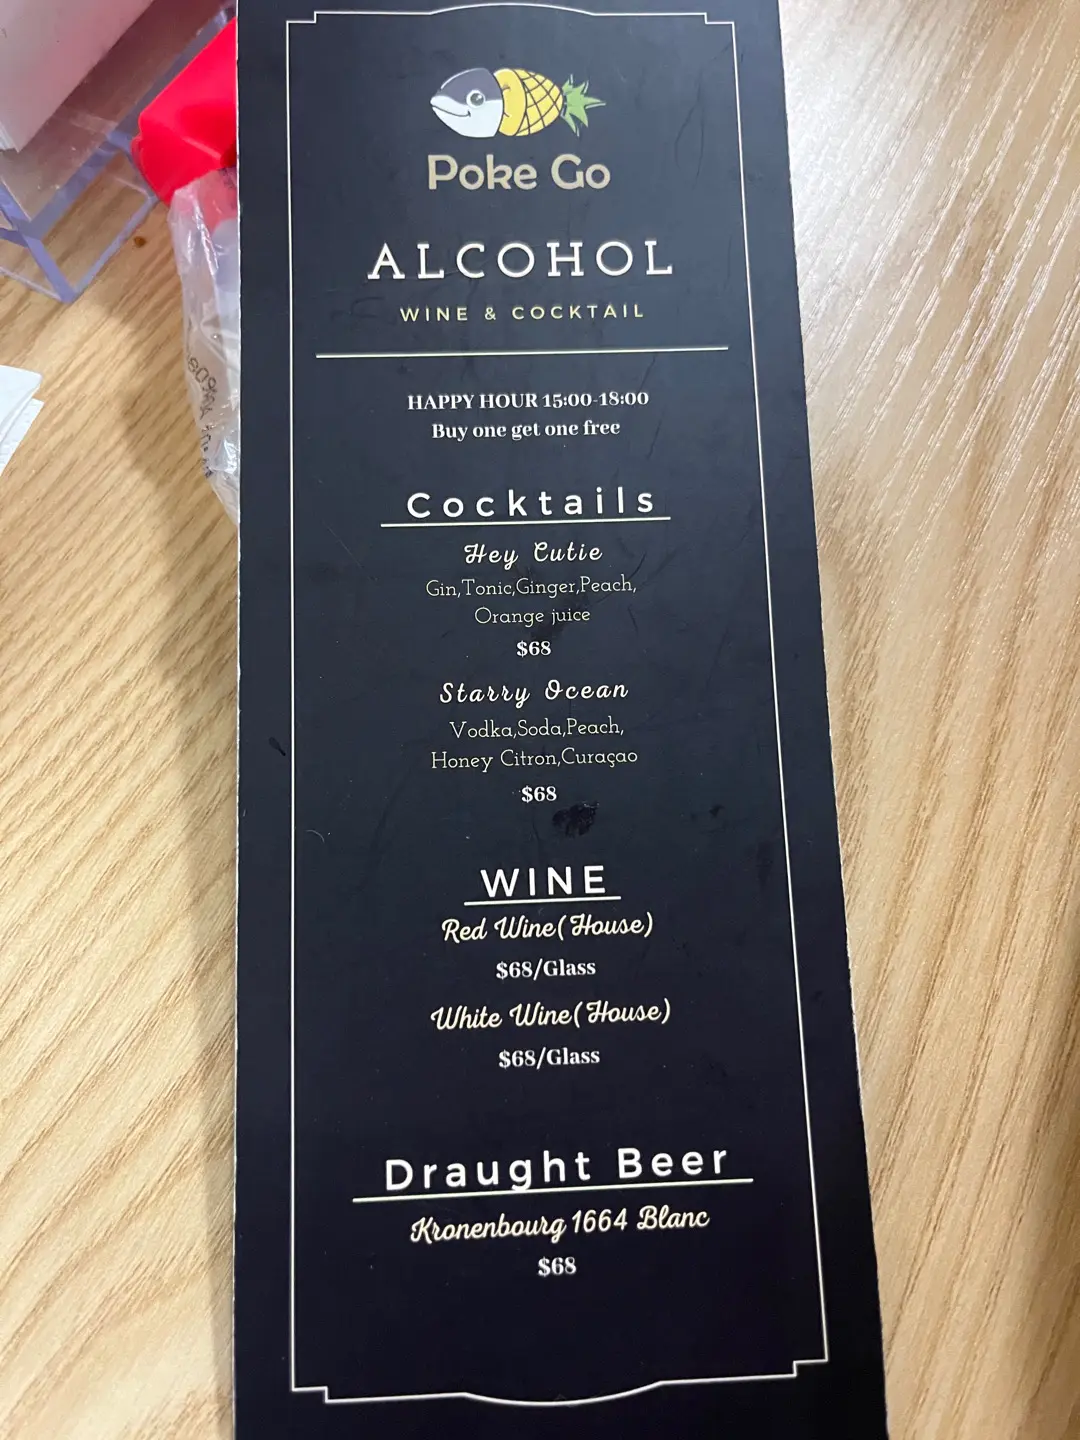 Poke Go
ALCOHOL
WINE & COCKTAIL
HAPPY HOUR 15:00-18:00
Buy one get one free
Cocktails
Hey Cutie
Gin,Tonic,Ginger,Peach,
Orange juice
$68
Starry Ocean
Vodka,Soda,Peach,
Honey Citron,Curaçao
$68
WINE
Red Wine(House)
$68/Glass
White Wine(House)
$68/Glass
Draught Beer
Kronenbourg 1664 Blanc
$68